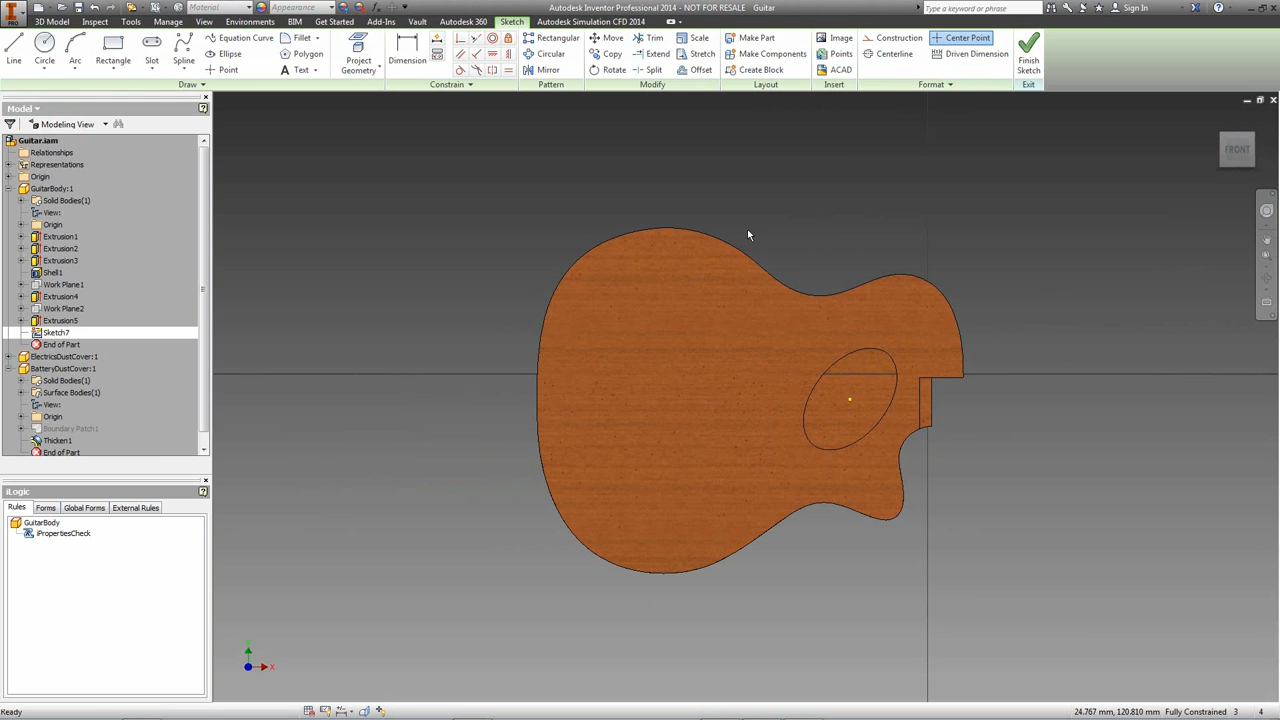 Material
Appearance
Autodesk Inventor Professional 2014 - NOT FOR RESALE   Guitar
Type a keyword or phrase
Sign In
PRO
3D Model
Inspect
Tools
Manage
View
Environments
BIM
Get Started
Add-Ins
Vault
Autodesk 360
Sketch
Autodesk Simulation CFD 2014
Line
Circle
Arc
Rectangle
Slot
Spline
Equation Curve
Ellipse
Point
Fillet
Polygon
Text
Draw
Project
Geometry
Dimension
Constrain
Rectangular
Circular
Mirror
Pattern
Move
Copy
Rotate
Trim
Extend
Split
Scale
Stretch
Offset
Modify
Make Part
Make Components
Create Block
Layout
Image
Points
ACAD
Insert
Construction
Centerline
Center Point
Driven Dimension
Format
Finish
Sketch
Exit
Model
Modeling View
Guitar.iam
Relationships
Representations
Origin
GuitarBody:1
Solid Bodies(1)
View:
Origin
Extrusion1
Extrusion2
Extrusion3
Shell1
Work Plane1
Extrusion4
Work Plane2
Extrusion5
Sketch7
End of Part
ElectricsDustCover:1
BatteryDustCover:1
Solid Bodies(1)
Surface Bodies(1)
View:
Origin
Boundary Patch1
Thicken1
End of Part
iLogic
Rules
Forms
Global Forms
External Rules
GuitarBody
iPropertiesCheck
FRONT
Y
X
Ready
24.767 mm, 120.810 mm
Fully Constrained
3
4